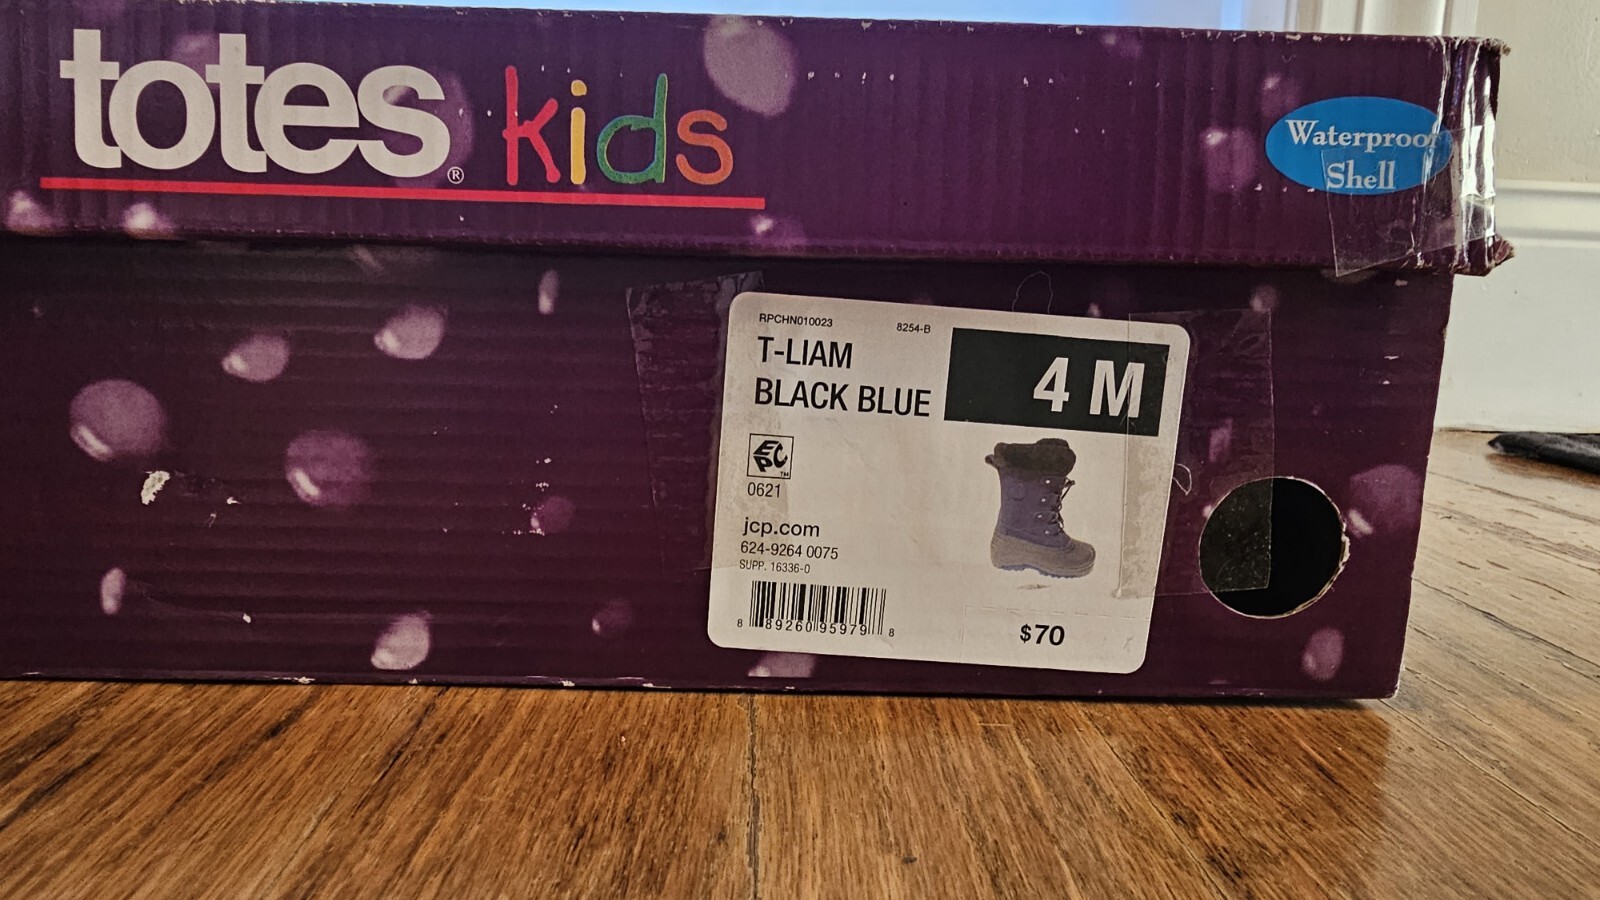 totes® kids
Waterproof
Shell
RPCHN010023
8254-B
T-LIAM
BLACK BLUE
4 M
EPC™
0621
jcp.com
624-9264 0075
SUPP. 16336-0
8 89260 95979 8
$70